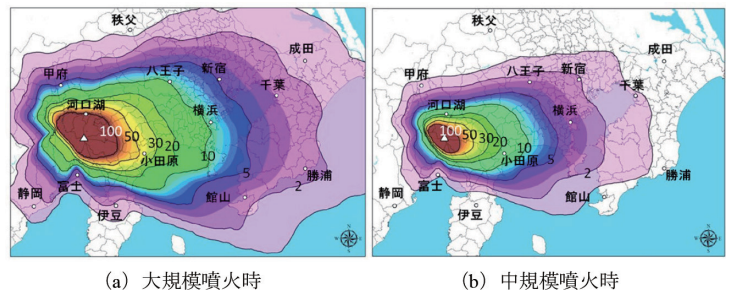 秩父
成田
甲府
八王子
新宿
千葉
河口湖
横浜
100
50
30
20
小田原
10
5
2
勝浦
富士
館山
静岡
伊豆
秩父
成田
甲府
八王子
新宿
千葉
河口湖
横浜
100
50
30
20
10
小田原
5
2
勝浦
富士
館山
静岡
伊豆
(a) 大規模噴火時
(b) 中規模噴火時